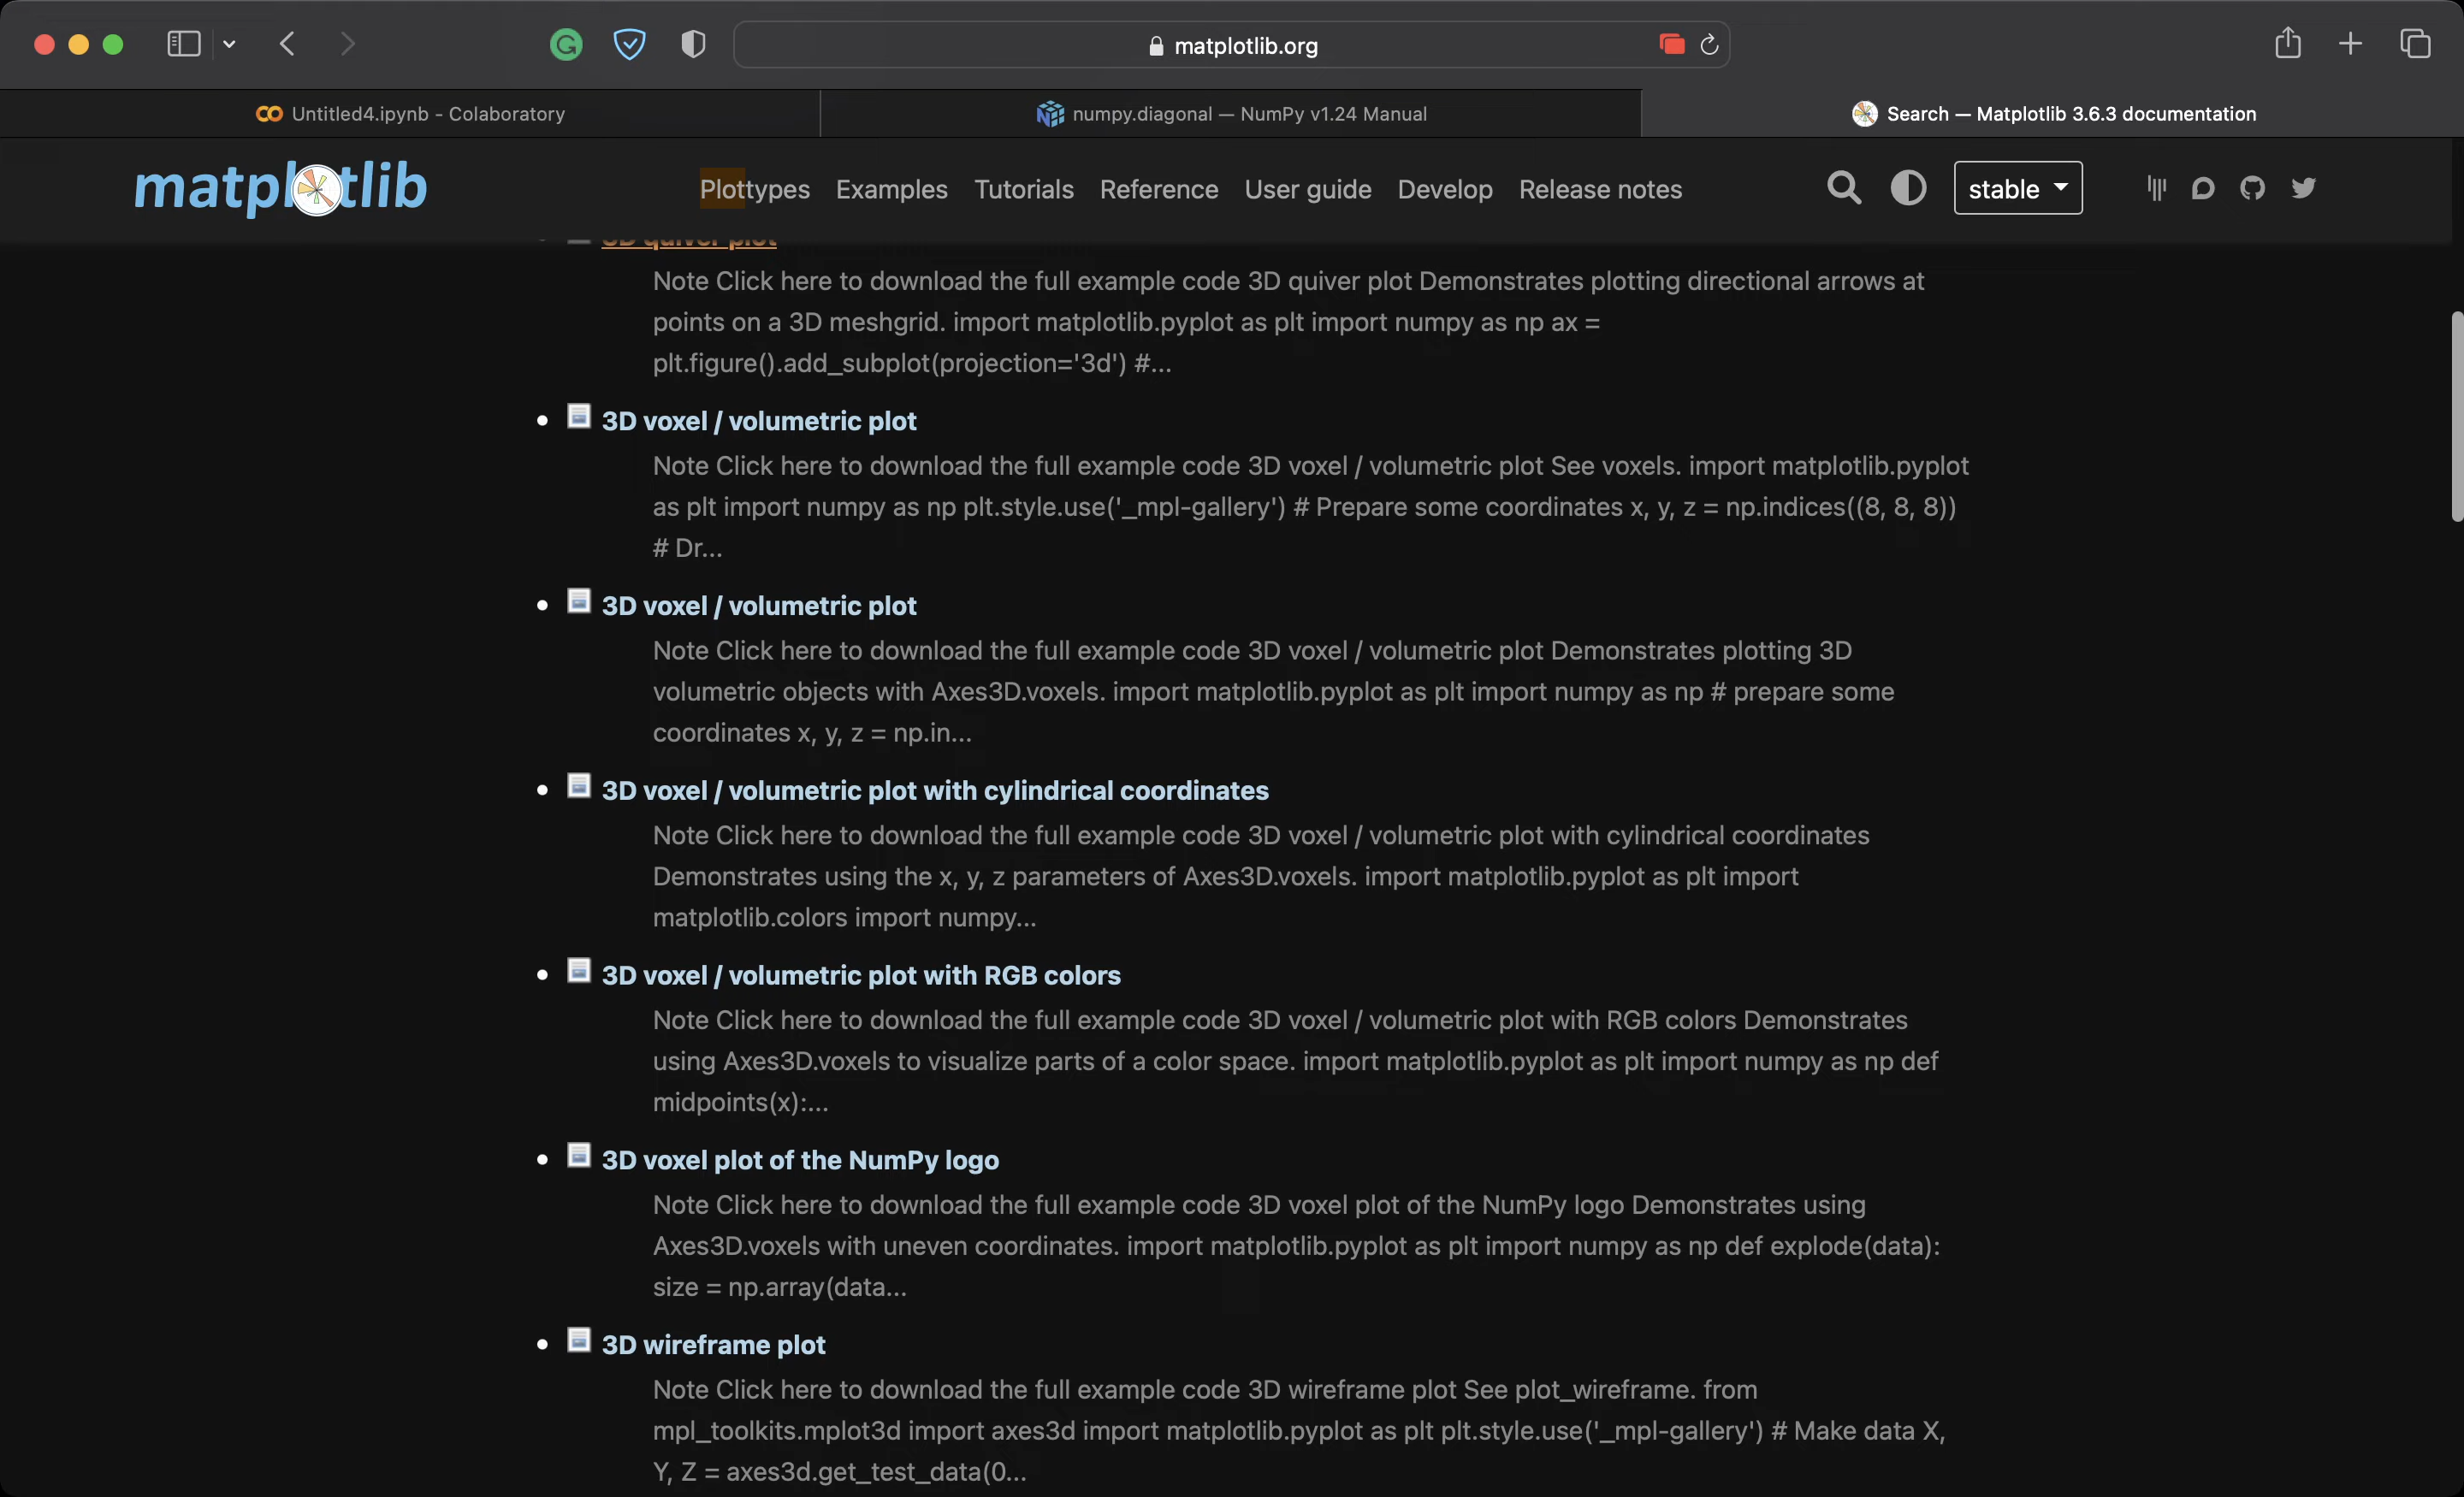 matplotlib.org
Untitled4.ipynb - Colaboratory
numpy.diagonal — NumPy v1.24 Manual
Search — Matplotlib 3.6.3 documentation
matplotlib
Plottypes Examples Tutorials Reference User guide Develop Release notes
stable
3D quiver plot
Note Click here to download the full example code 3D quiver plot Demonstrates plotting directional arrows at
points on a 3D meshgrid. import matplotlib.pyplot as plt import numpy as np ax =
plt.figure().add_subplot(projection='3d') #...
3D voxel / volumetric plot
Note Click here to download the full example code 3D voxel / volumetric plot See voxels. import matplotlib.pyplot
as plt import numpy as np plt.style.use('_mpl-gallery') # Prepare some coordinates x, y, z = np.indices((8, 8, 8))
# Dr...
3D voxel / volumetric plot
Note Click here to download the full example code 3D voxel / volumetric plot Demonstrates plotting 3D
volumetric objects with Axes3D.voxels. import matplotlib.pyplot as plt import numpy as np # prepare some
coordinates x, y, z = np.in...
3D voxel / volumetric plot with cylindrical coordinates
Note Click here to download the full example code 3D voxel / volumetric plot with cylindrical coordinates
Demonstrates using the x, y, z parameters of Axes3D.voxels. import matplotlib.pyplot as plt import
matplotlib.colors import numpy...
3D voxel / volumetric plot with RGB colors
Note Click here to download the full example code 3D voxel / volumetric plot with RGB colors Demonstrates
using Axes3D.voxels to visualize parts of a color space. import matplotlib.pyplot as plt import numpy as np def
midpoints(x):...
3D voxel plot of the NumPy logo
Note Click here to download the full example code 3D voxel plot of the NumPy logo Demonstrates using
Axes3D.voxels with uneven coordinates. import matplotlib.pyplot as plt import numpy as np def explode(data):
size = np.array(data...
3D wireframe plot
Note Click here to download the full example code 3D wireframe plot See plot_wireframe. from
mpl_toolkits.mplot3d import axes3d import matplotlib.pyplot as plt plt.style.use('_mpl-gallery') # Make data X,
Y, Z = axes3d.get_test_data(0...